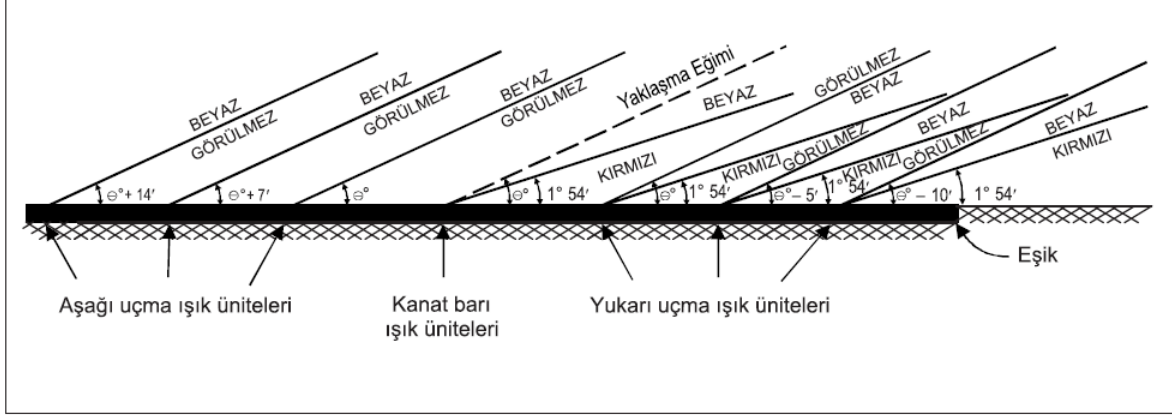 BEYAZ
GÖRÜLMEZ
BEYAZ
GÖRÜLMEZ
BEYAZ
GÖRÜLMEZ
Yaklaşma Eğimi
BEYAZ
KIRMIZI
GÖRÜLMEZ
BEYAZ
KIRMIZI
GÖRÜLMEZ
BEYAZ
KIRMIZI
GÖRÜLMEZ
BEYAZ
KIRMIZI
⊖°+ 14′
⊖°+ 7′
⊖°
⊖°
1° 54′
⊖°
1° 54′
⊖°– 5′
1° 54′
⊖°– 10′
1° 54′
Eşik
Aşağı uçma ışık üniteleri
Kanat barı
ışık üniteleri
Yukarı uçma ışık üniteleri